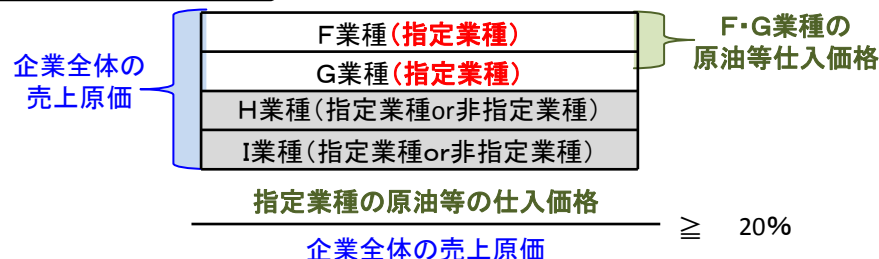 F業種(指定業種)
G業種(指定業種)
H業種(指定業種or非指定業種)
I業種(指定業種or非指定業種)
企業全体の
売上原価
F・G業種の
原油等仕入価格
指定業種の原油等の仕入価格
企業全体の売上原価
≧ 20%